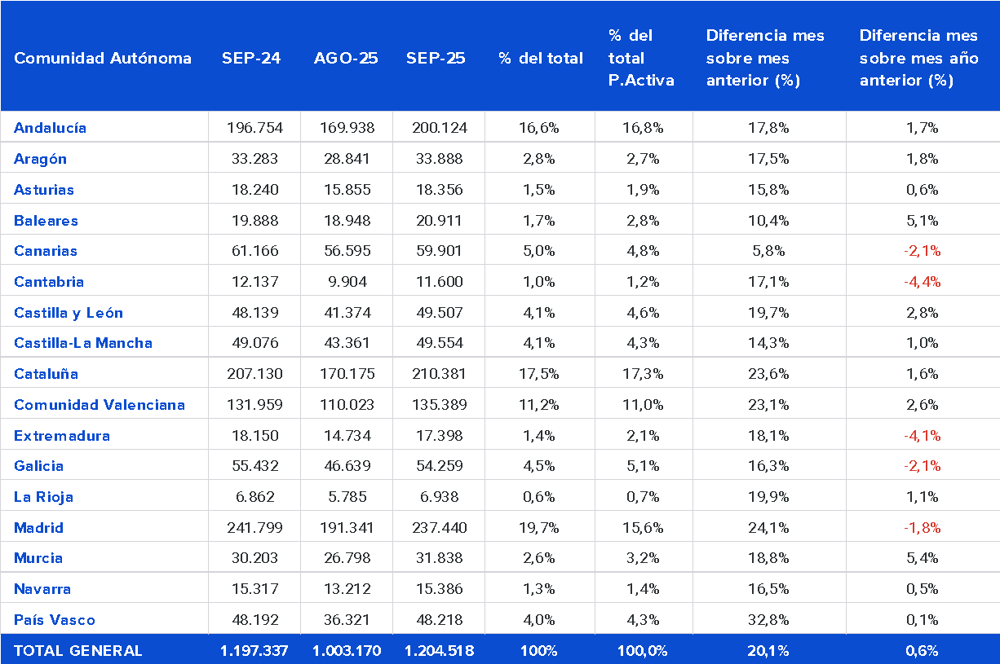 Comunidad Autónoma SEP-24 AGO-25 SEP-25 % del total % del total P.Activa Diferencia mes sobre mes anterior (%) Diferencia mes sobre mes año anterior (%)
Andalucía 196.754 169.938 200.124 16,6% 16,8% 17,8% 1,7%
Aragón 33.283 28.841 33.888 2,8% 2,7% 17,5% 1,8%
Asturias 18.240 15.855 18.356 1,5% 1,9% 15,8% 0,6%
Baleares 19.888 18.948 20.911 1,7% 2,8% 10,4% 5,1%
Canarias 61.166 56.595 59.901 5,0% 4,8% 5,8% -2,1%
Cantabria 12.137 9.904 11.600 1,0% 1,2% 17,1% -4,4%
Castilla y León 48.139 41.374 49.507 4,1% 4,6% 19,7% 2,8%
Castilla-La Mancha 49.076 43.361 49.554 4,1% 4,3% 14,3% 1,0%
Cataluña 207.130 170.175 210.381 17,5% 17,3% 23,6% 1,6%
Comunidad Valenciana 131.959 110.023 135.389 11,2% 11,0% 23,1% 2,6%
Extremadura 18.150 14.734 17.398 1,4% 2,1% 18,1% -4,1%
Galicia 55.432 46.639 54.259 4,5% 5,1% 16,3% -2,1%
La Rioja 6.862 5.785 6.938 0,6% 0,7% 19,9% 1,1%
Madrid 241.799 191.341 237.440 19,7% 15,6% 24,1% -1,8%
Murcia 30.203 26.798 31.838 2,6% 3,2% 18,8% 5,4%
Navarra 15.317 13.212 15.386 1,3% 1,4% 16,5% 0,5%
País Vasco 48.192 36.321 48.218 4,0% 4,3% 32,8% 0,1%
TOTAL GENERAL 1.197.337 1.003.170 1.204.518 100% 100,0% 20,1% 0,6%